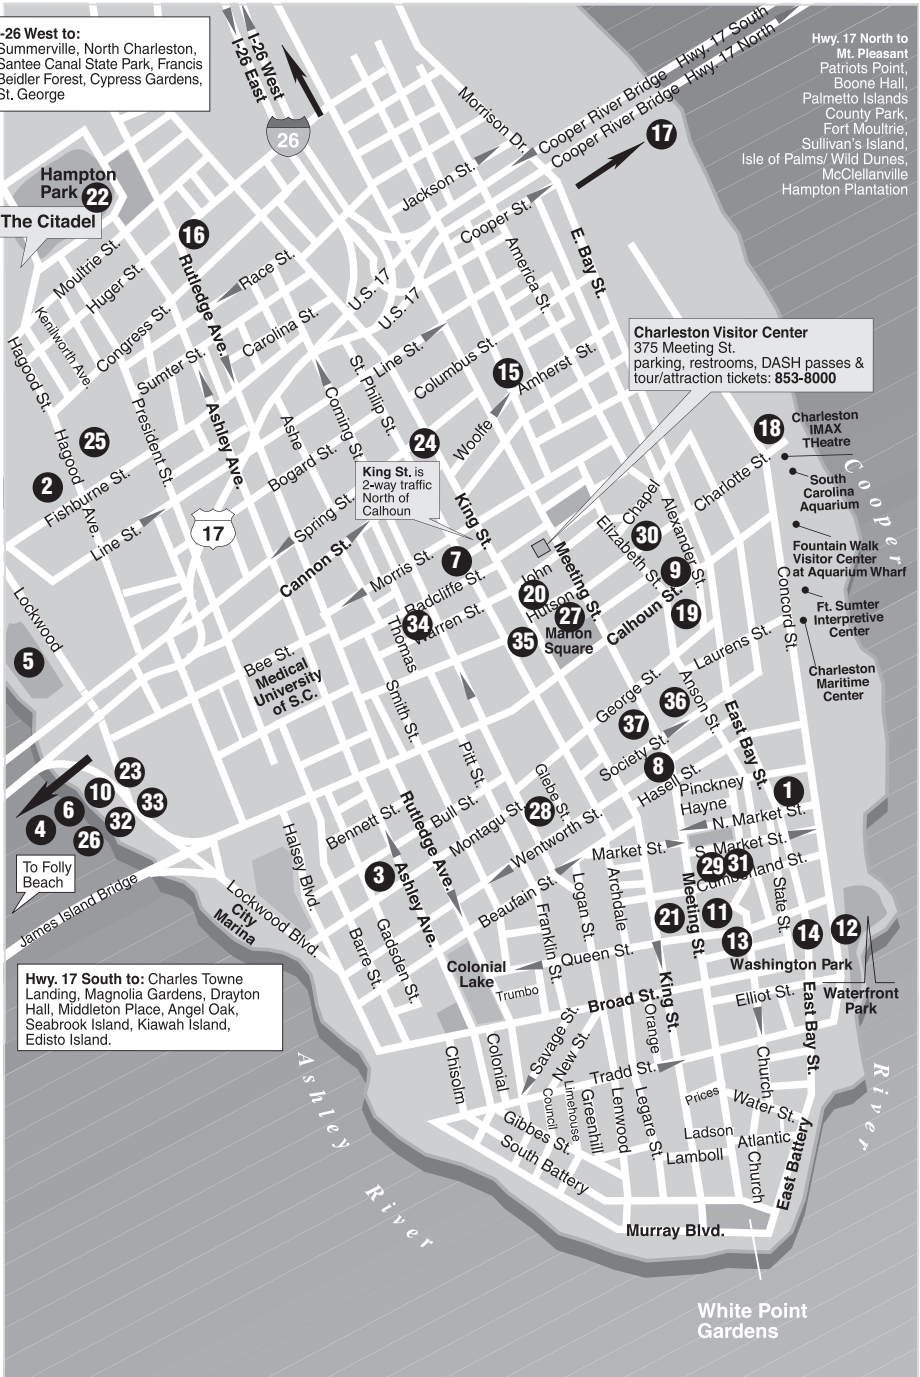 I-26 West to:
Summerville, North Charleston,
Santee Canal State Park, Francis
Beidler Forest, Cypress Gardens,
St. George
I-26 West
I-26 East
26
Hwy. 17 South
Hwy. 17 North
Cooper River Bridge
Cooper River Bridge
17
Hwy. 17 North to
Mt. Pleasant
Patriots Point,
Boone Hall,
Palmetto Islands
County Park,
Fort Moultrie,
Sullivan's Island,
Isle of Palms/ Wild Dunes,
McClellanville
Hampton Plantation
Morrison Dr.
Jackson St.
Cooper St.
Hampton
Park
22
The Citadel
16
Moultrie St.
Huger St.
Race St.
Rutledge Ave.
Congress St.
Kenilworth Ave.
Hagood St.
Carolina St.
U.S. 17
U.S. 17
America St.
E. Bay St.
Sumter St.
Line St.
Columbus St.
Amherst St.
15
Charleston Visitor Center
375 Meeting St.
parking, restrooms, DASH passes &
tour/attraction tickets: 853-8000
St. Philip St.
Coming St.
President St.
Ashley Ave.
Ashe
Bogard St.
Woolfe
24
18
Charleston
IMAX
THeatre
25
Hagood
Ave
2
Fishburne St.
Line St.
17
King St. is
2-way traffic
North of
Calhoun
Spring St.
Cannon St.
King St.
Charlotte St.
Chapel
Alexander St.
Elizabeth St.
30
South
Carolina
Aquarium
Cooper
Fountain Walk
Visitor Center
at Aquarium Wharf
Morris St.
7
Radcliffe St.
Warren St.
34
Thomas
John
20
Hutson
27
Meeting St.
35
Marion
Square
Calhoun St.
9
19
Concord St.
Ft. Sumter
Interpretive
Center
Charleston
Maritime
Center
Lockwood
5
Bee St.
Medical
University
of S.C.
Smith St.
Laurens St.
George St.
36
Anson St.
37
Society St.
8
East Bay St.
Hasell St.
Pinckney
Hayne
1
N. Market St.
S. Market St.
Pitt St.
Glebe St.
28
23
10
33
6
32
4
26
To Folly
Beach
Bennett St.
Rutledge Ave.
Bull St.
Montagu St.
Wentworth St.
Market St.
29
31
Cumberland St.
Halsey Blvd.
3
Ashley Ave.
Beaufain St.
Logan St.
Archdale
Meeting St.
State St.
21
11
13
14
12
James Island Bridge
Lockwood Blvd.
City
Marina
Barre St.
Gadsden St.
Franklin St.
Queen St.
Washington Park
Colonial
Lake
Trumbo
Broad St.
King St.
Orange
Elliot St.
East Bay St.
Waterfront
Park
Hwy. 17 South to: Charles Towne
Landing, Magnolia Gardens, Drayton
Hall, Middleton Place, Angel Oak,
Seabrook Island, Kiawah Island,
Edisto Island.
Chisolm
Colonial
Savage St.
New St.
Tradd St.
Church
Council
Limehouse
Greenhill
Lenwood
Legare St.
Prices
Water St.
Gibbes St.
South Battery
Ladson
Atlantic
Lamboll
Church
East Battery
Murray Blvd.
Ashley
River
River
White Point
Gardens